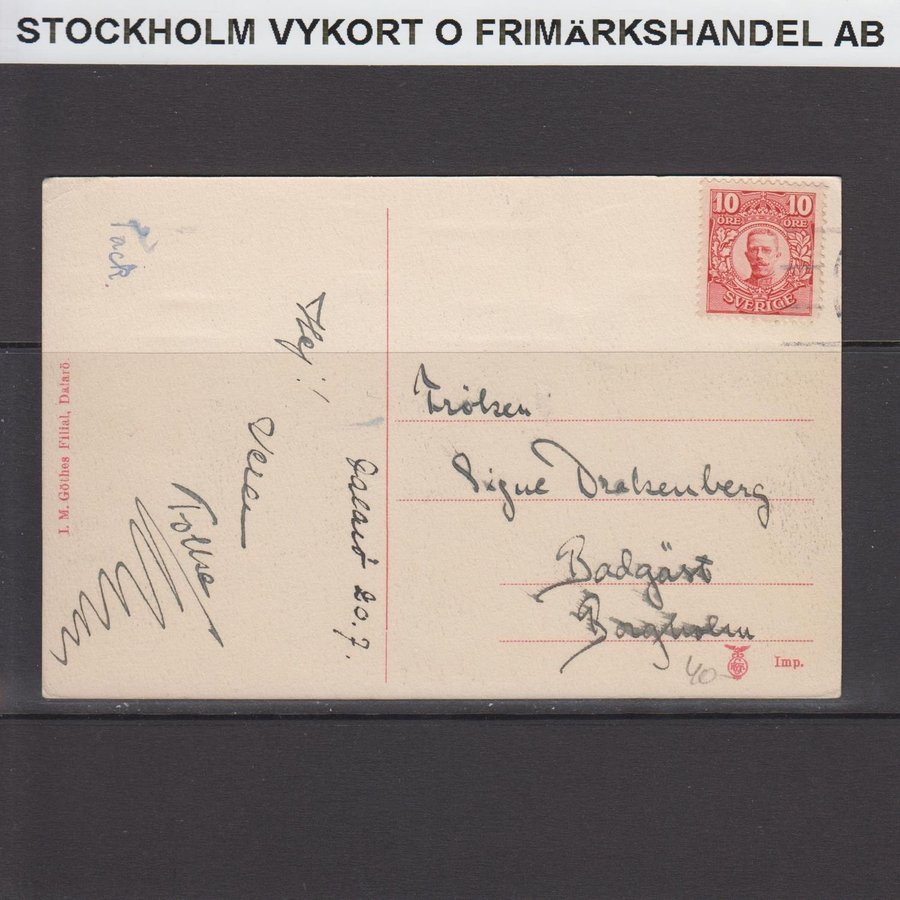 STOCKHOLM VYKORT O FRIMÄRKSHANDEL AB
10 10
ÖRE ÖRE
SVERIGE
Tack.
Dalarö 20.7.
Hej!
I. M. Göthes Filial, Dalarö
Signe Drakenberg
Badgäst
Borgholm
40
Imp.